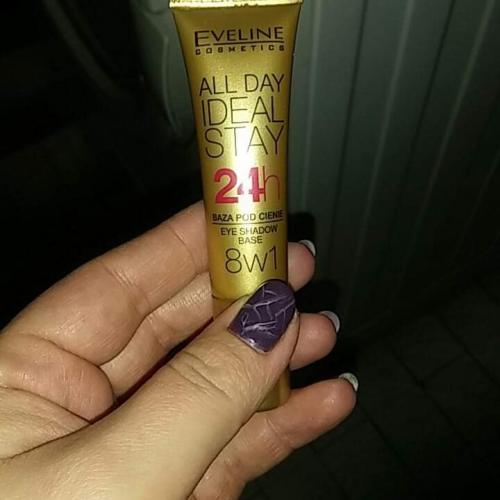 EVELINE
COSMETICS
ALL DAY
IDEAL
STAY
24h
BAZA POD CIENIE
EYE SHADOW
BASE
8w1